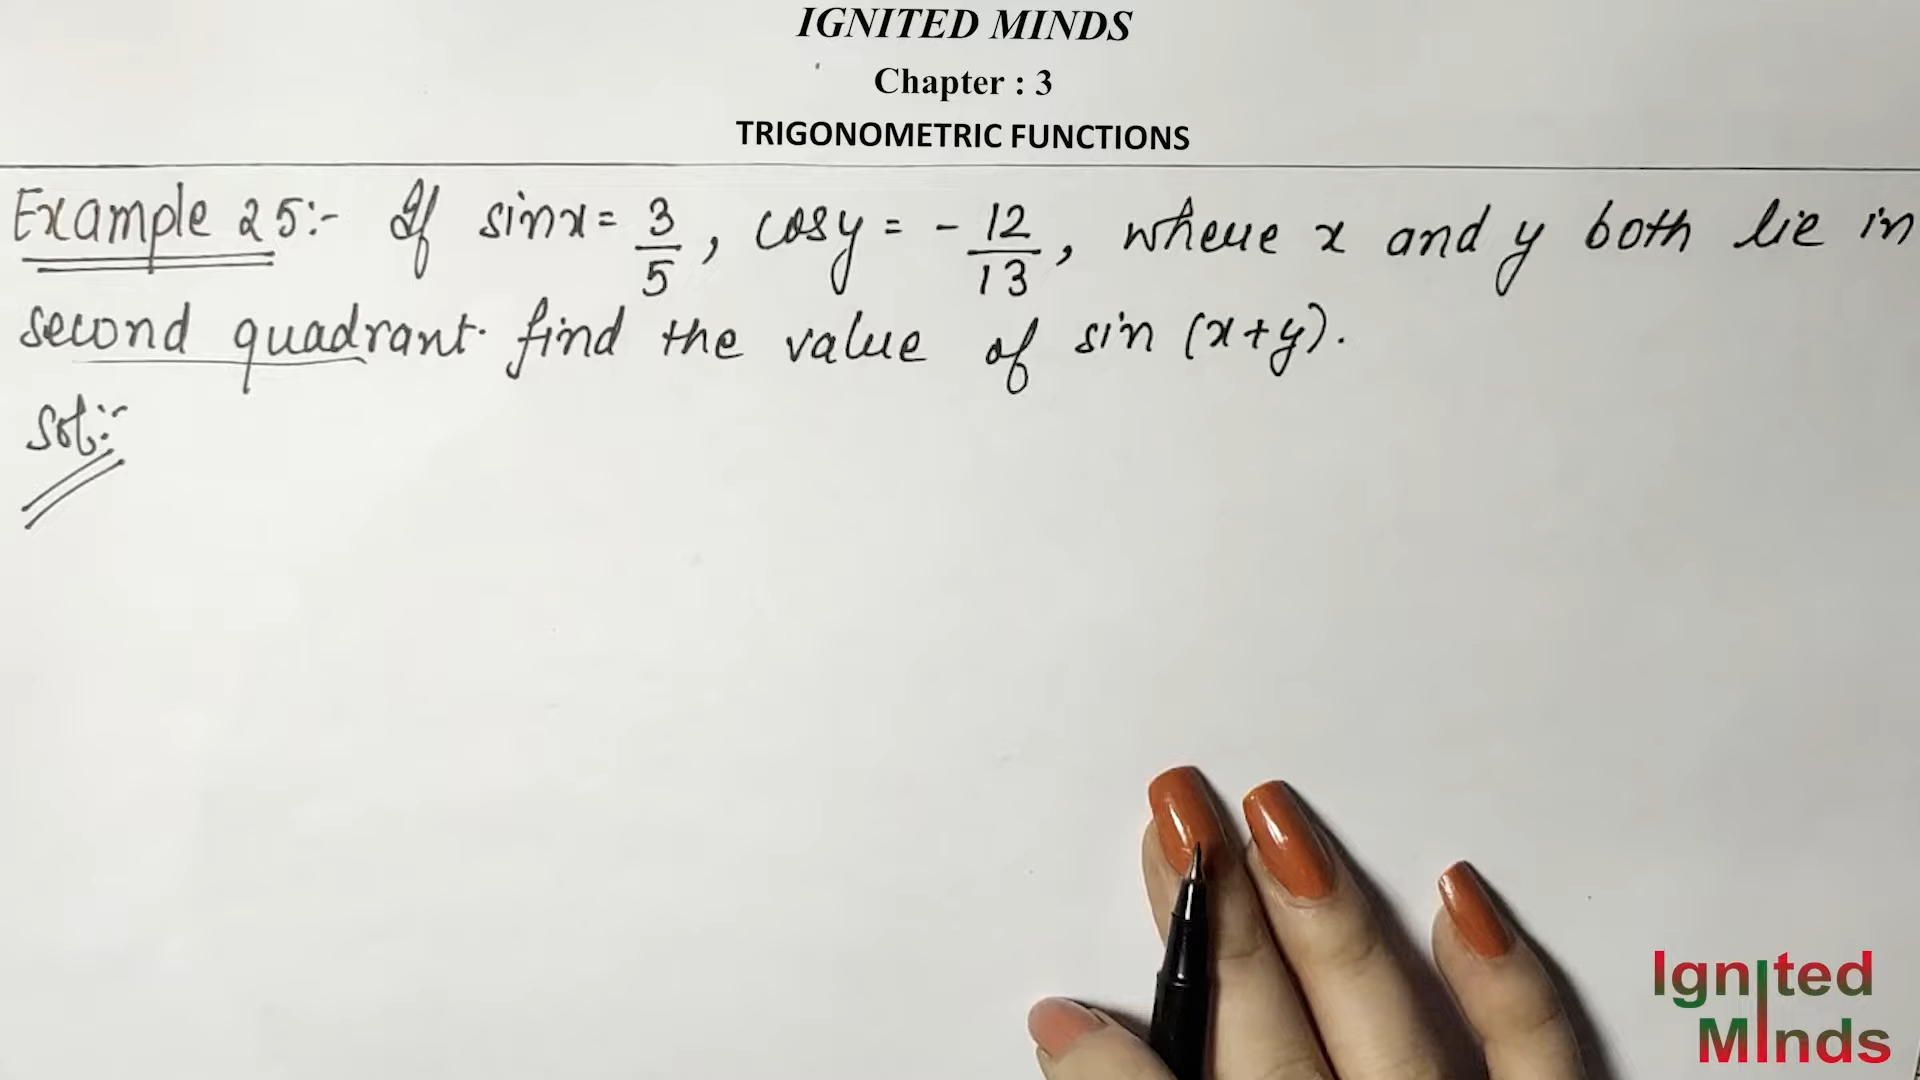 IGNITED MINDS
Chapter : 3
TRIGONOMETRIC FUNCTIONS
Example 25:- If sinx = 3/5, cosy = - 12/13, where x and y both lie in
second quadrant. find the value of sin (x+y).
Sol:-
Ignited
Minds